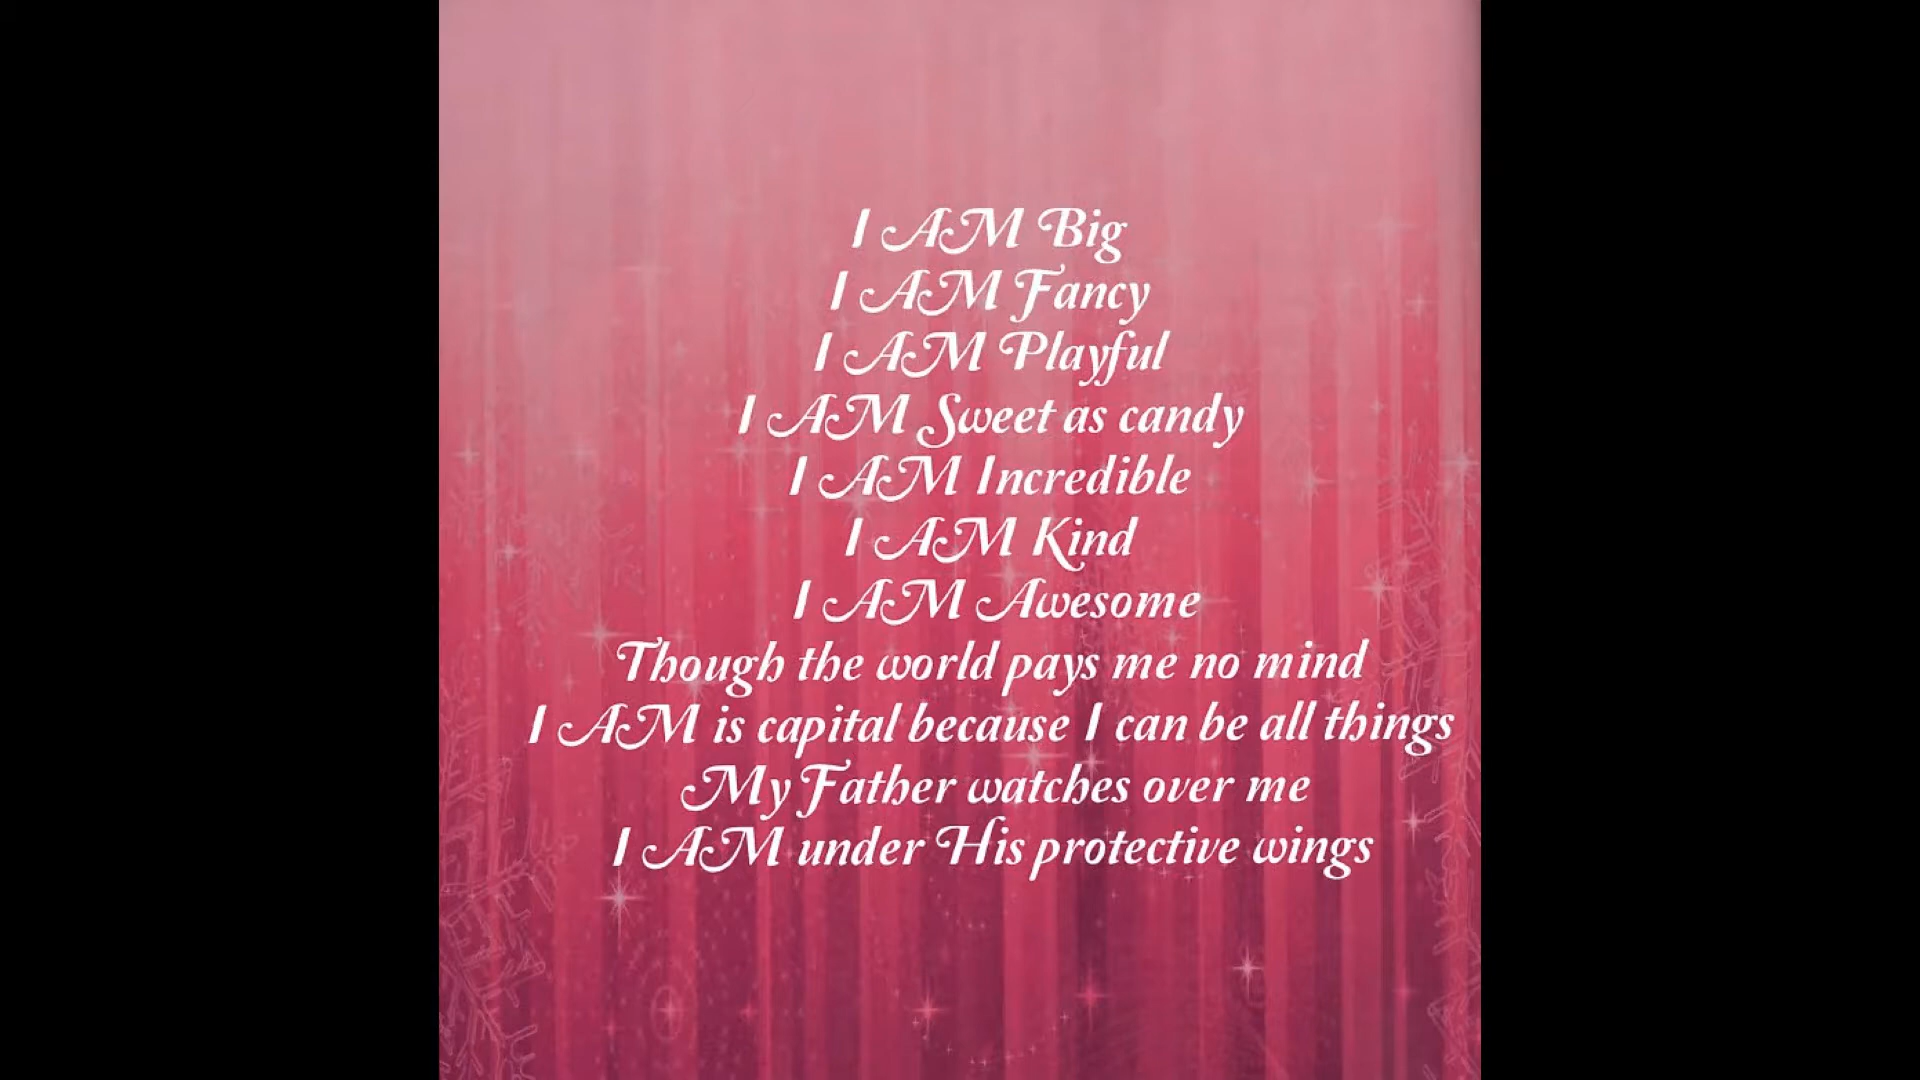 I AM Big
I AM Fancy
I AM Playful
I AM Sweet as candy
I AM Incredible
I AM Kind
I AM Awesome
Though the world pays me no mind
I AM is capital because I can be all things
My Father watches over me
I AM under His protective wings